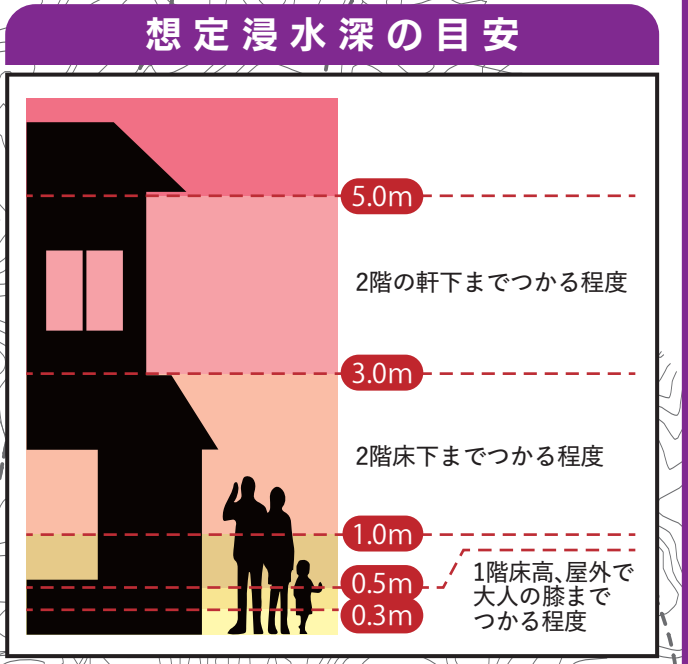 想定浸水深の目安
5.0m
2階の軒下までつかる程度
3.0m
2階床下までつかる程度
1.0m
0.5m
0.3m
1階床高、屋外で
大人の膝まで
つかる程度